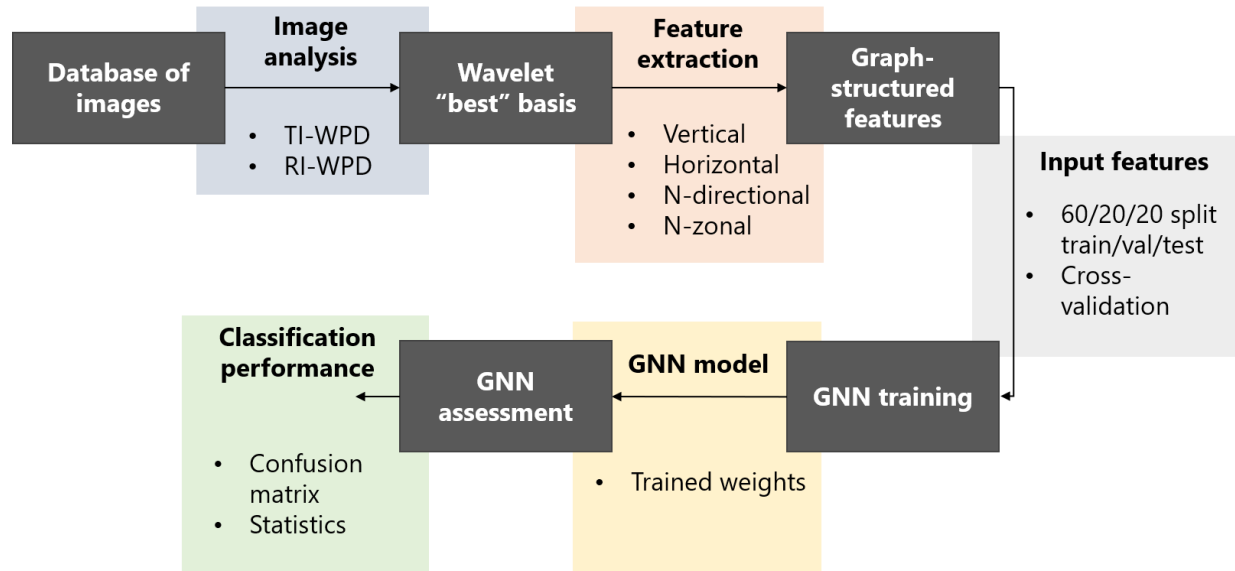 Database of
images
Image
analysis
• TI-WPD
• RI-WPD
Wavelet
“best” basis
Feature
extraction
• Vertical
• Horizontal
• N-directional
• N-zonal
Graph-
structured
features
Input features
• 60/20/20 split
train/val/test
• Cross-
validation
GNN training
GNN model
• Trained weights
GNN
assessment
Classification
performance
• Confusion
matrix
• Statistics